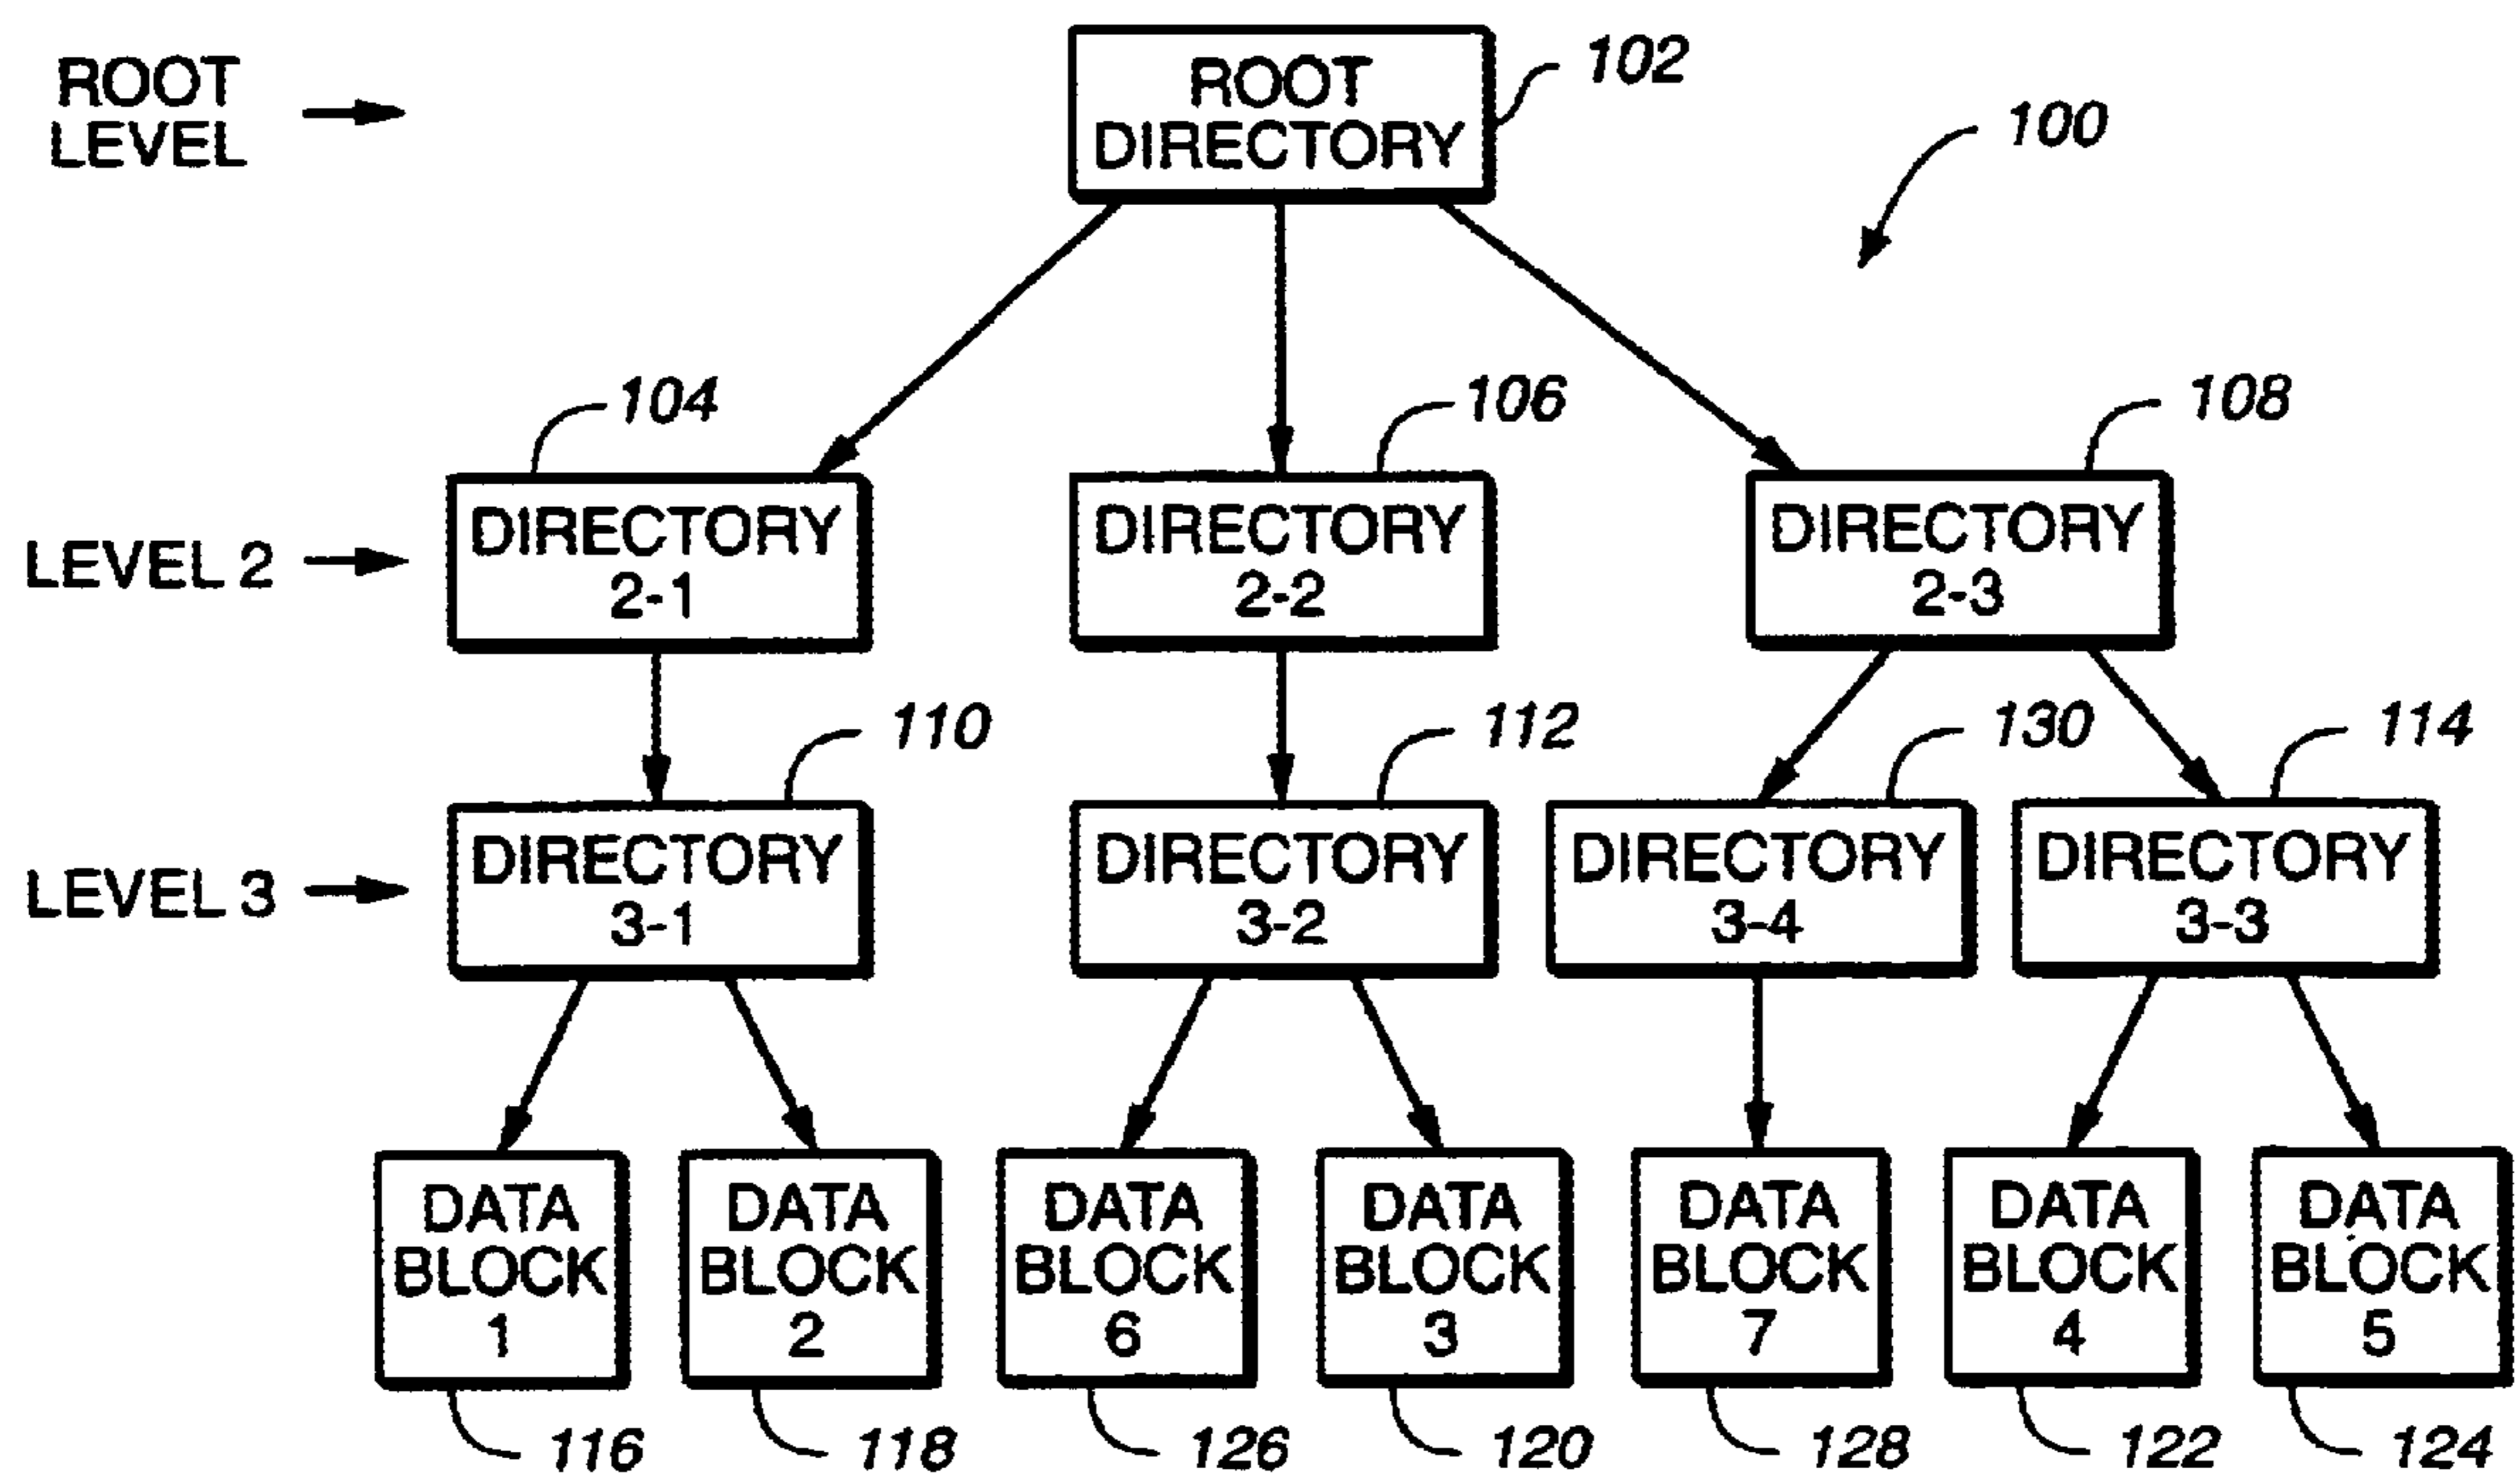 ROOT
LEVEL
ROOT
DIRECTORY
102
100
104
106
108
LEVEL 2
DIRECTORY
2-1
DIRECTORY
2-2
DIRECTORY
2-3
110
112
130
114
LEVEL 3
DIRECTORY
3-1
DIRECTORY
3-2
DIRECTORY
3-4
DIRECTORY
3-3
DATA
BLOCK
1
DATA
BLOCK
2
DATA
BLOCK
6
DATA
BLOCK
3
DATA
BLOCK
7
DATA
BLOCK
4
DATA
BLOCK
5
116
118
126
120
128
122
124